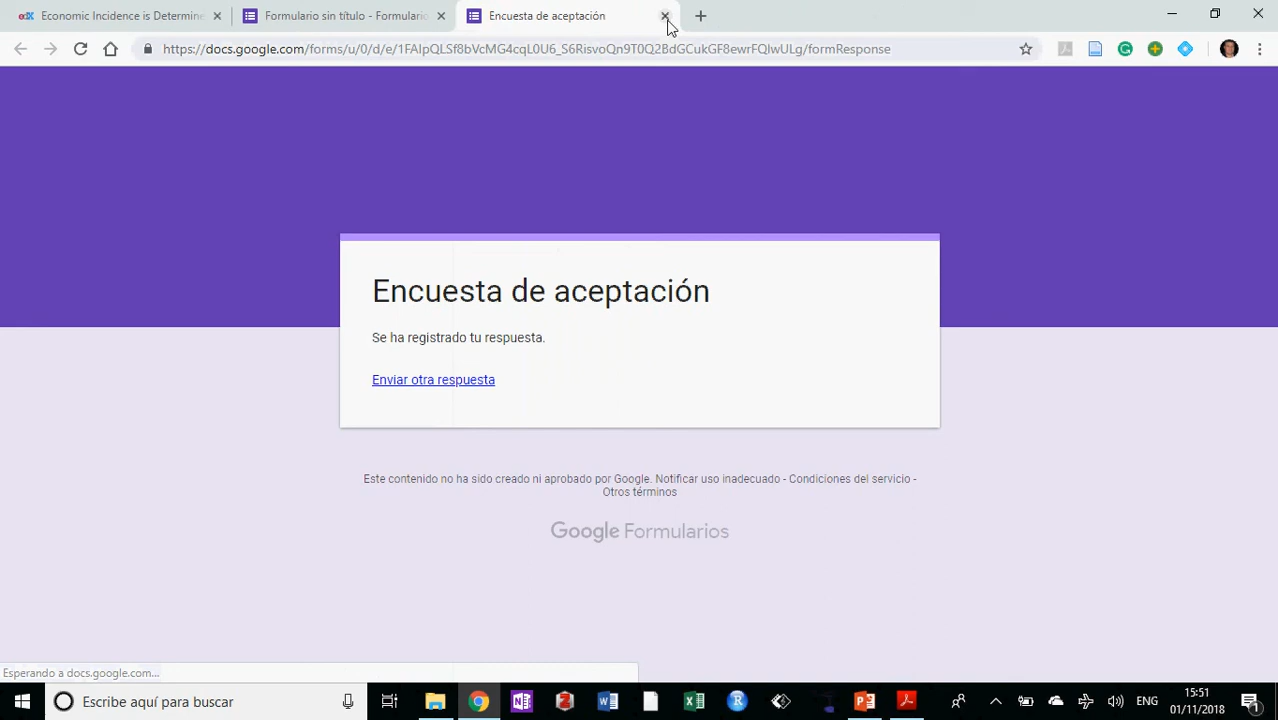 edX Economic Incidence is Determine
Formulario sin título - Formulario
Encuesta de aceptación
https://docs.google.com/forms/u/0/d/e/1FAIpQLSf8bVcMG4cqL0U6_S6RisvoQn9T0Q2BdGCukGF8ewrFQlwULg/formResponse
Encuesta de aceptación
Se ha registrado tu respuesta.
Enviar otra respuesta
Este contenido no ha sido creado ni aprobado por Google. Notificar uso inadecuado - Condiciones del servicio -
Otros términos
Google Formularios
Esperando a docs.google.com...
Escribe aquí para buscar
ENG
15:51
01/11/2018